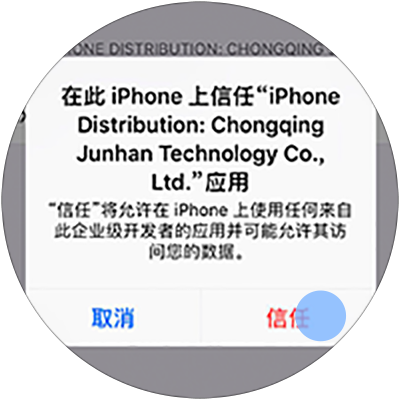 ONE DISTRIBUTION: CHONGQING
在此 iPhone 上信任“iPhone
Distribution: Chongqing
Junhan Technology Co.,
Ltd.”应用
“信任”将允许在 iPhone 上使用任何来自
此企业级开发者的应用并可能允许其访
问您的数据。
取消 信任